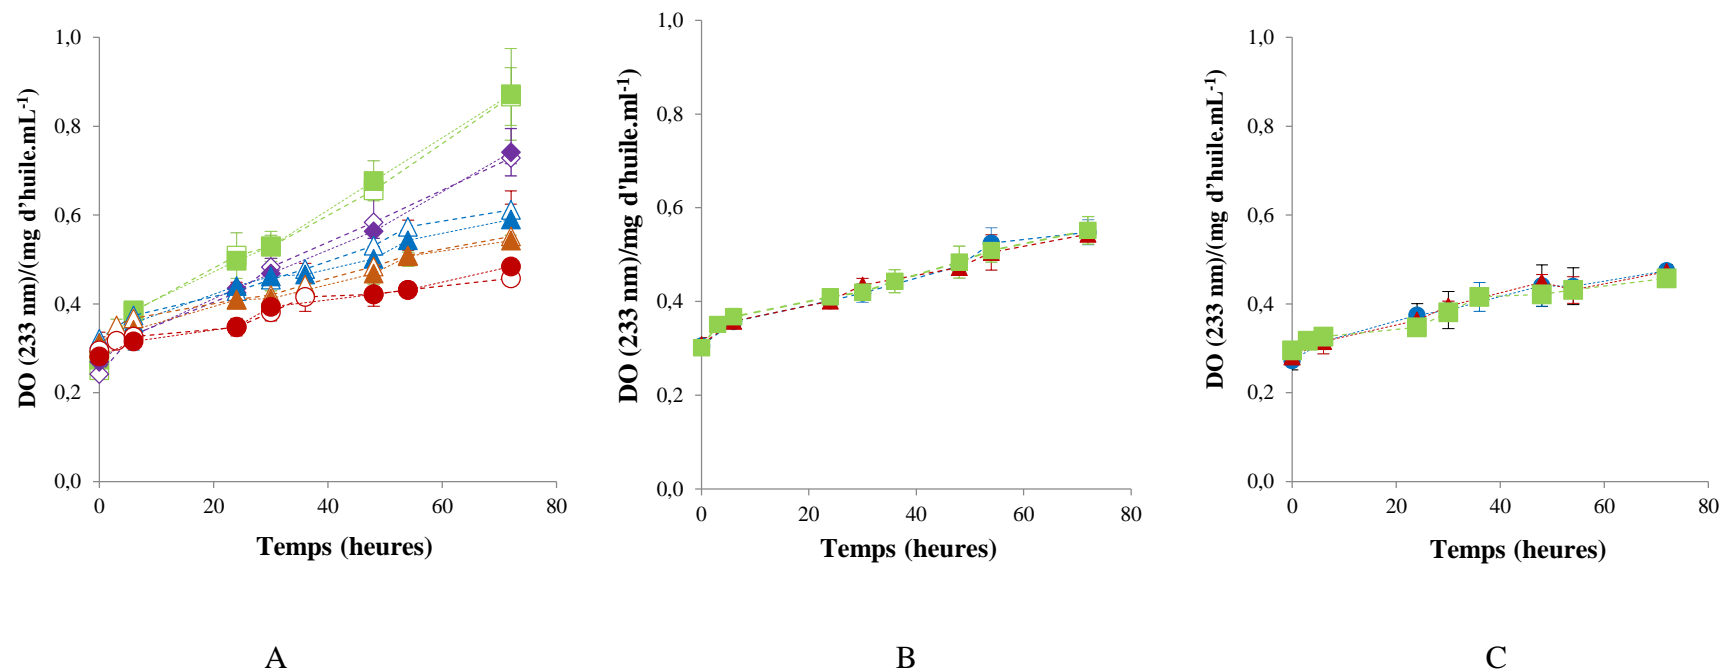 DO (233 nm)/(mg d’huile.mL-1)
1,0
0,8
0,6
0,4
0,2
0,0
0 20 40 60 80
Temps (heures)
A
DO (233 nm)/mg d'huile.ml-1)
1,0
0,8
0,6
0,4
0,2
0,0
0 20 40 60 80
Temps (heures)
B
DO (233 nm)/(mg d’huile.mL-1)
1,0
0,8
0,6
0,4
0,2
0,0
0 20 40 60 80
Temps (heures)
C